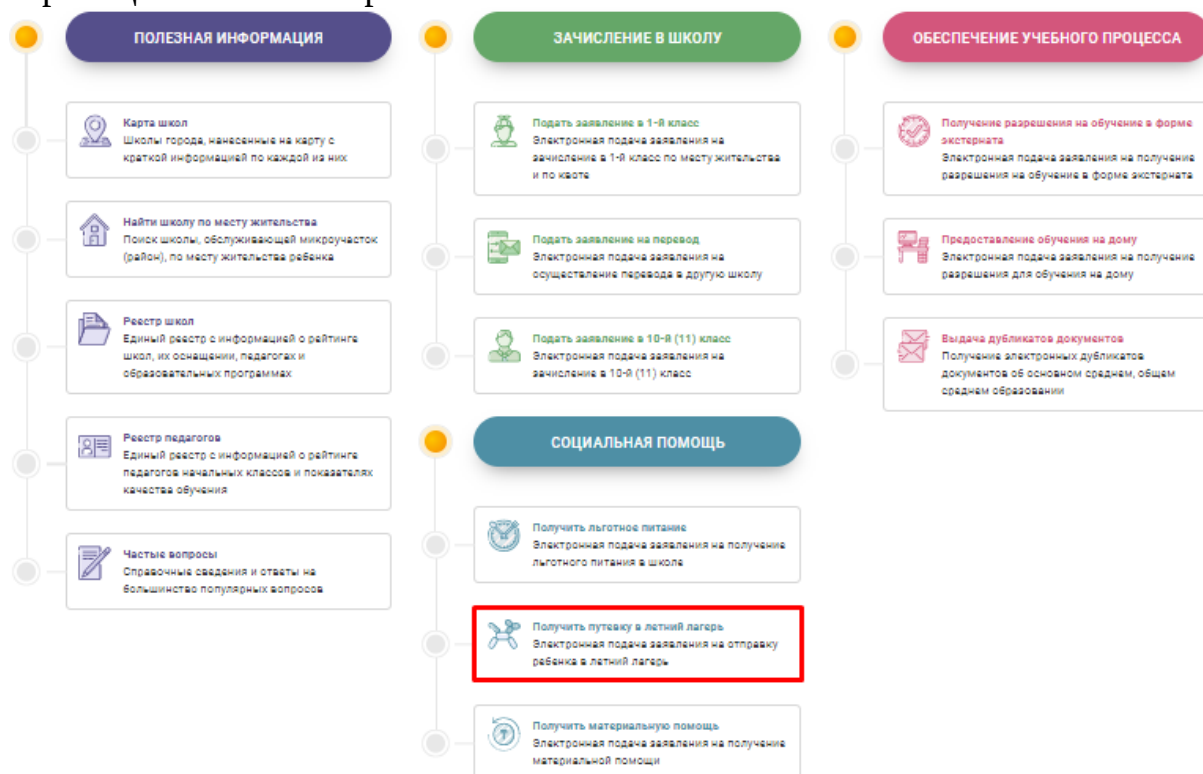 ПОЛЕЗНАЯ ИНФОРМАЦИЯ
Карта школ
Школы города, нанесенные на карту с
краткой информацией по каждой из них
Найти школу по месту жительства
Поиск школы, обслуживающей микроучасток
(район), по месту жительства ребенка
Реестр школ
Единый реестр с информацией о рейтинге
школ, их оснащении, педагогах и
образовательных программах
Реестр педагогов
Единый реестр с информацией о рейтинге
педагогов начальных классов и показателях
качества обучения
Частые вопросы
Справочные сведения и ответы на
большинство популярных вопросов
ЗАЧИСЛЕНИЕ В ШКОЛУ
Подать заявление в 1-й класс
Электронная подача заявления на
зачисление в 1-й класс по месту жительства
и по квоте
Подать заявление на перевод
Электронная подача заявления на
осуществление перевода в другую школу
Подать заявление в 10-й (11) класс
Электронная подача заявления на
зачисление в 10-й (11) класс
СОЦИАЛЬНАЯ ПОМОЩЬ
Получить льготное питание
Электронная подача заявления на получение
льготного питания в школе
Получить путевку в летний лагерь
Электронная подача заявления на отправку
ребенка в летний лагерь
Получить материальную помощь
Электронная подача заявления на получение
материальной помощи
ОБЕСПЕЧЕНИЕ УЧЕБНОГО ПРОЦЕССА
Получение разрешения на обучение в форме
экстерната
Электронная подача заявления на получение
разрешения на обучение в форме экстерната
Предоставление обучения на дому
Электронная подача заявления на получение
разрешения для обучения на дому
Выдача дубликатов документов
Получение электронных дубликатов
документов об основном среднем, общем
среднем образовании